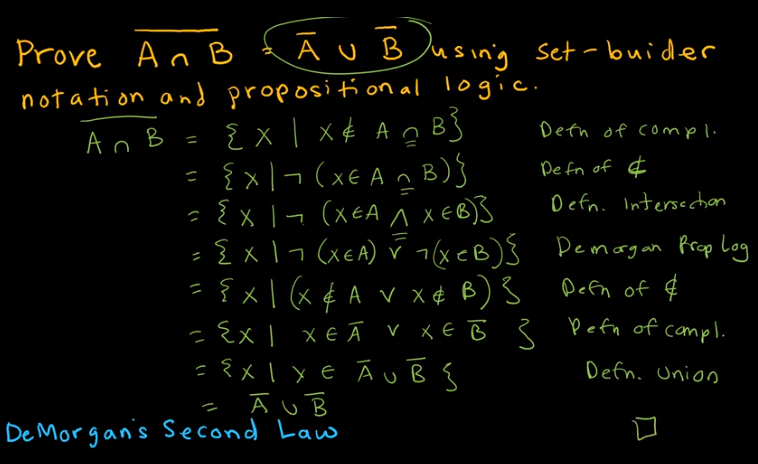 Prove A̅ ̅∩̅ ̅B̅ = A̅ ∪ B̅ using set-buider
notation and propositional logic.
A̅ ̅∩̅ ̅B̅ = {x | x ∉ A ∩ B} Defn of compl.
= {x | ¬ (x ∈ A ∩ B)} Defn of ∉
= {x | ¬ (x ∈ A ∧ x ∈ B)} Defn. Intersection
= {x | ¬ (x ∈ A) ∨ ¬(x ∈ B)} Demorgan Prop Log
= {x | (x ∉ A ∨ x ∉ B) } Defn of ∉
= {x | x ∈ A̅ ∨ x ∈ B̅ } Defn of compl.
= {x | x ∈ A̅ ∪ B̅ } Defn. Union
= A̅ ∪ B̅
DeMorgan's Second Law □